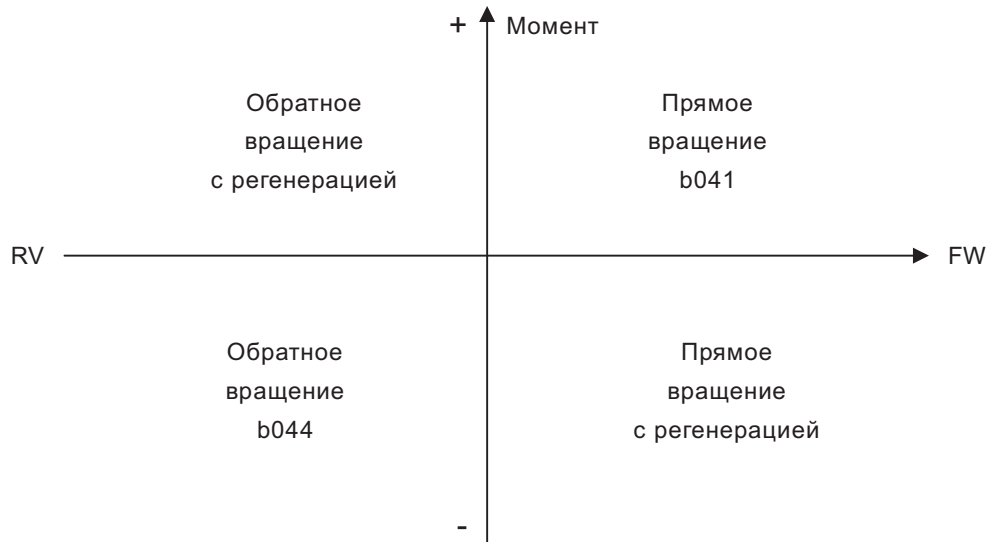 + Момент
Обратное
вращение
с регенерацией
Прямое
вращение
b041
RV
FW
Обратное
вращение
b044
Прямое
вращение
с регенерацией
-